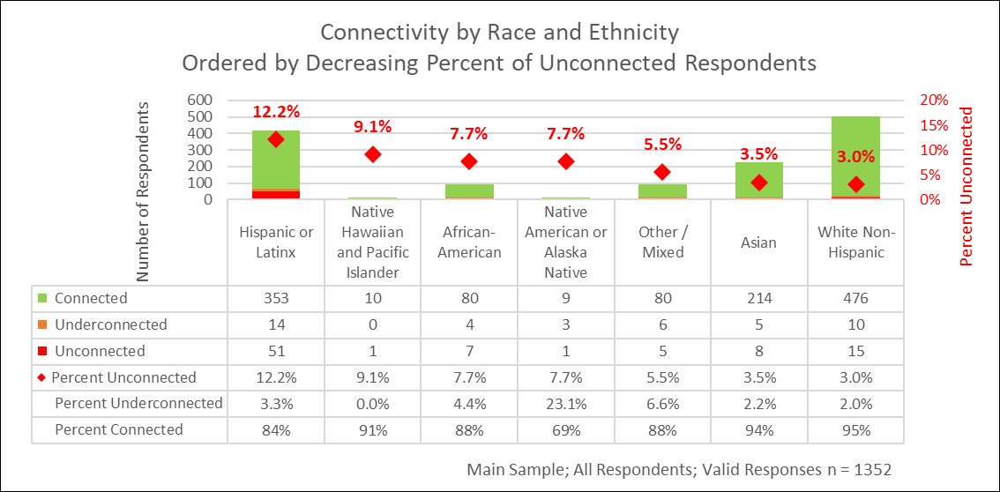 Connectivity by Race and Ethnicity
Ordered by Decreasing Percent of Unconnected Respondents
Number of Respondents
600
500
400
300
200
100
0
12.2%
9.1%
7.7%
7.7%
5.5%
3.5%
3.0%
20%
15%
10%
5%
0%
Percent Unconnected
Hispanic or
Latinx
Native
Hawaiian
and Pacific
Islander
African-
American
Native
American or
Alaska
Native
Other /
Mixed
Asian
White Non-
Hispanic
Connected 353 10 80 9 80 214 476
Underconnected 14 0 4 3 6 5 10
Unconnected 51 1 7 1 5 8 15
Percent Unconnected 12.2% 9.1% 7.7% 7.7% 5.5% 3.5% 3.0%
Percent Underconnected 3.3% 0.0% 4.4% 23.1% 6.6% 2.2% 2.0%
Percent Connected 84% 91% 88% 69% 88% 94% 95%
Main Sample; All Respondents; Valid Responses n = 1352